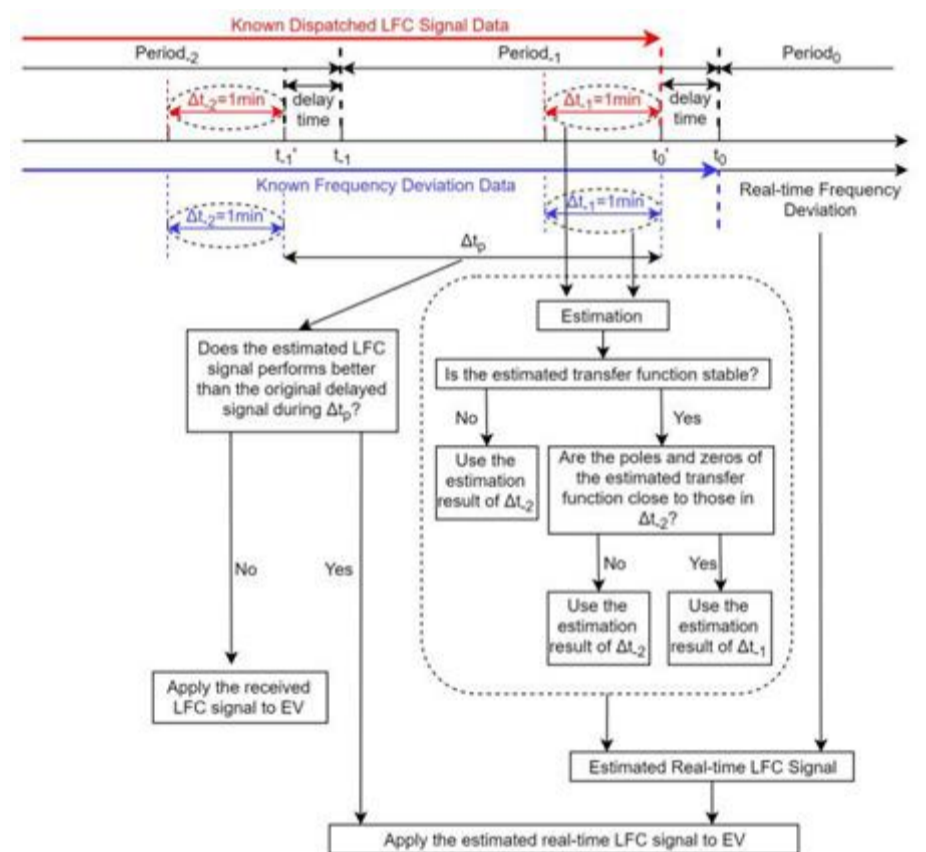 Known Dispatched LFC Signal Data
Period₋₂
Period₋₁
Period₀
Δt₋₂=1min
delay
time
Δt₋₁=1min
delay
time
t₋₁'
t₋₁
t₀'
t₀
Known Frequency Deviation Data
Real-time Frequency
Deviation
Δt₋₂=1min
Δt₋₁=1min
Δtₚ
Estimation
Does the estimated LFC
signal performs better
than the original delayed
signal during Δtₚ?
Is the estimated transfer function stable?
No
Yes
Use the
estimation
result of Δt₋₂
Are the poles and zeros of
the estimated transfer
function close to those in
Δt₋₂?
No
Yes
No
Yes
Use the
estimation
result of Δt₋₂
Use the
estimation
result of Δt₋₁
Apply the received
LFC signal to EV
Estimated Real-time LFC Signal
Apply the estimated real-time LFC signal to EV